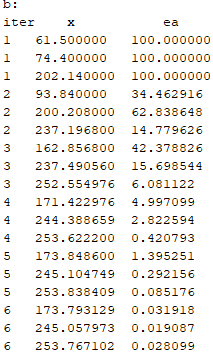 b:
iter x ea
1 61.500000 100.000000
1 74.400000 100.000000
1 202.140000 100.000000
2 93.840000 34.462916
2 200.208000 62.838648
2 237.196800 14.779626
3 162.856800 42.378826
3 237.490560 15.698544
3 252.554976 6.081122
4 171.422976 4.997099
4 244.388659 2.822594
4 253.622200 0.420793
5 173.848600 1.395251
5 245.104749 0.292156
5 253.838409 0.085176
6 173.793129 0.031918
6 245.057973 0.019087
6 253.767102 0.028099